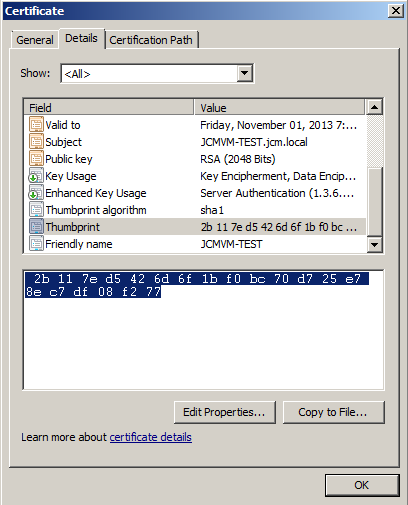 Certificate
General Details Certification Path
Show: <All>
Field Value
Valid to Friday, November 01, 2013 7:...
Subject JCMVM-TEST.jcm.local
Public key RSA (2048 Bits)
Key Usage Key Encipherment, Data Encip...
Enhanced Key Usage Server Authentication (1.3.6....
Thumbprint algorithm sha1
Thumbprint 2b 11 7e d5 42 6d 6f 1b f0 bc ...
Friendly name JCMVM-TEST
2b 11 7e d5 42 6d 6f 1b f0 bc 70 d7 25 e7
8e c7 df 08 f2 77
Edit Properties... Copy to File...
Learn more about certificate details
OK